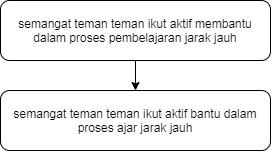 semangat teman teman ikut aktif membantu
dalam proses pembelajaran jarak jauh
semangat teman teman ikut aktif bantu dalam
proses ajar jarak jauh